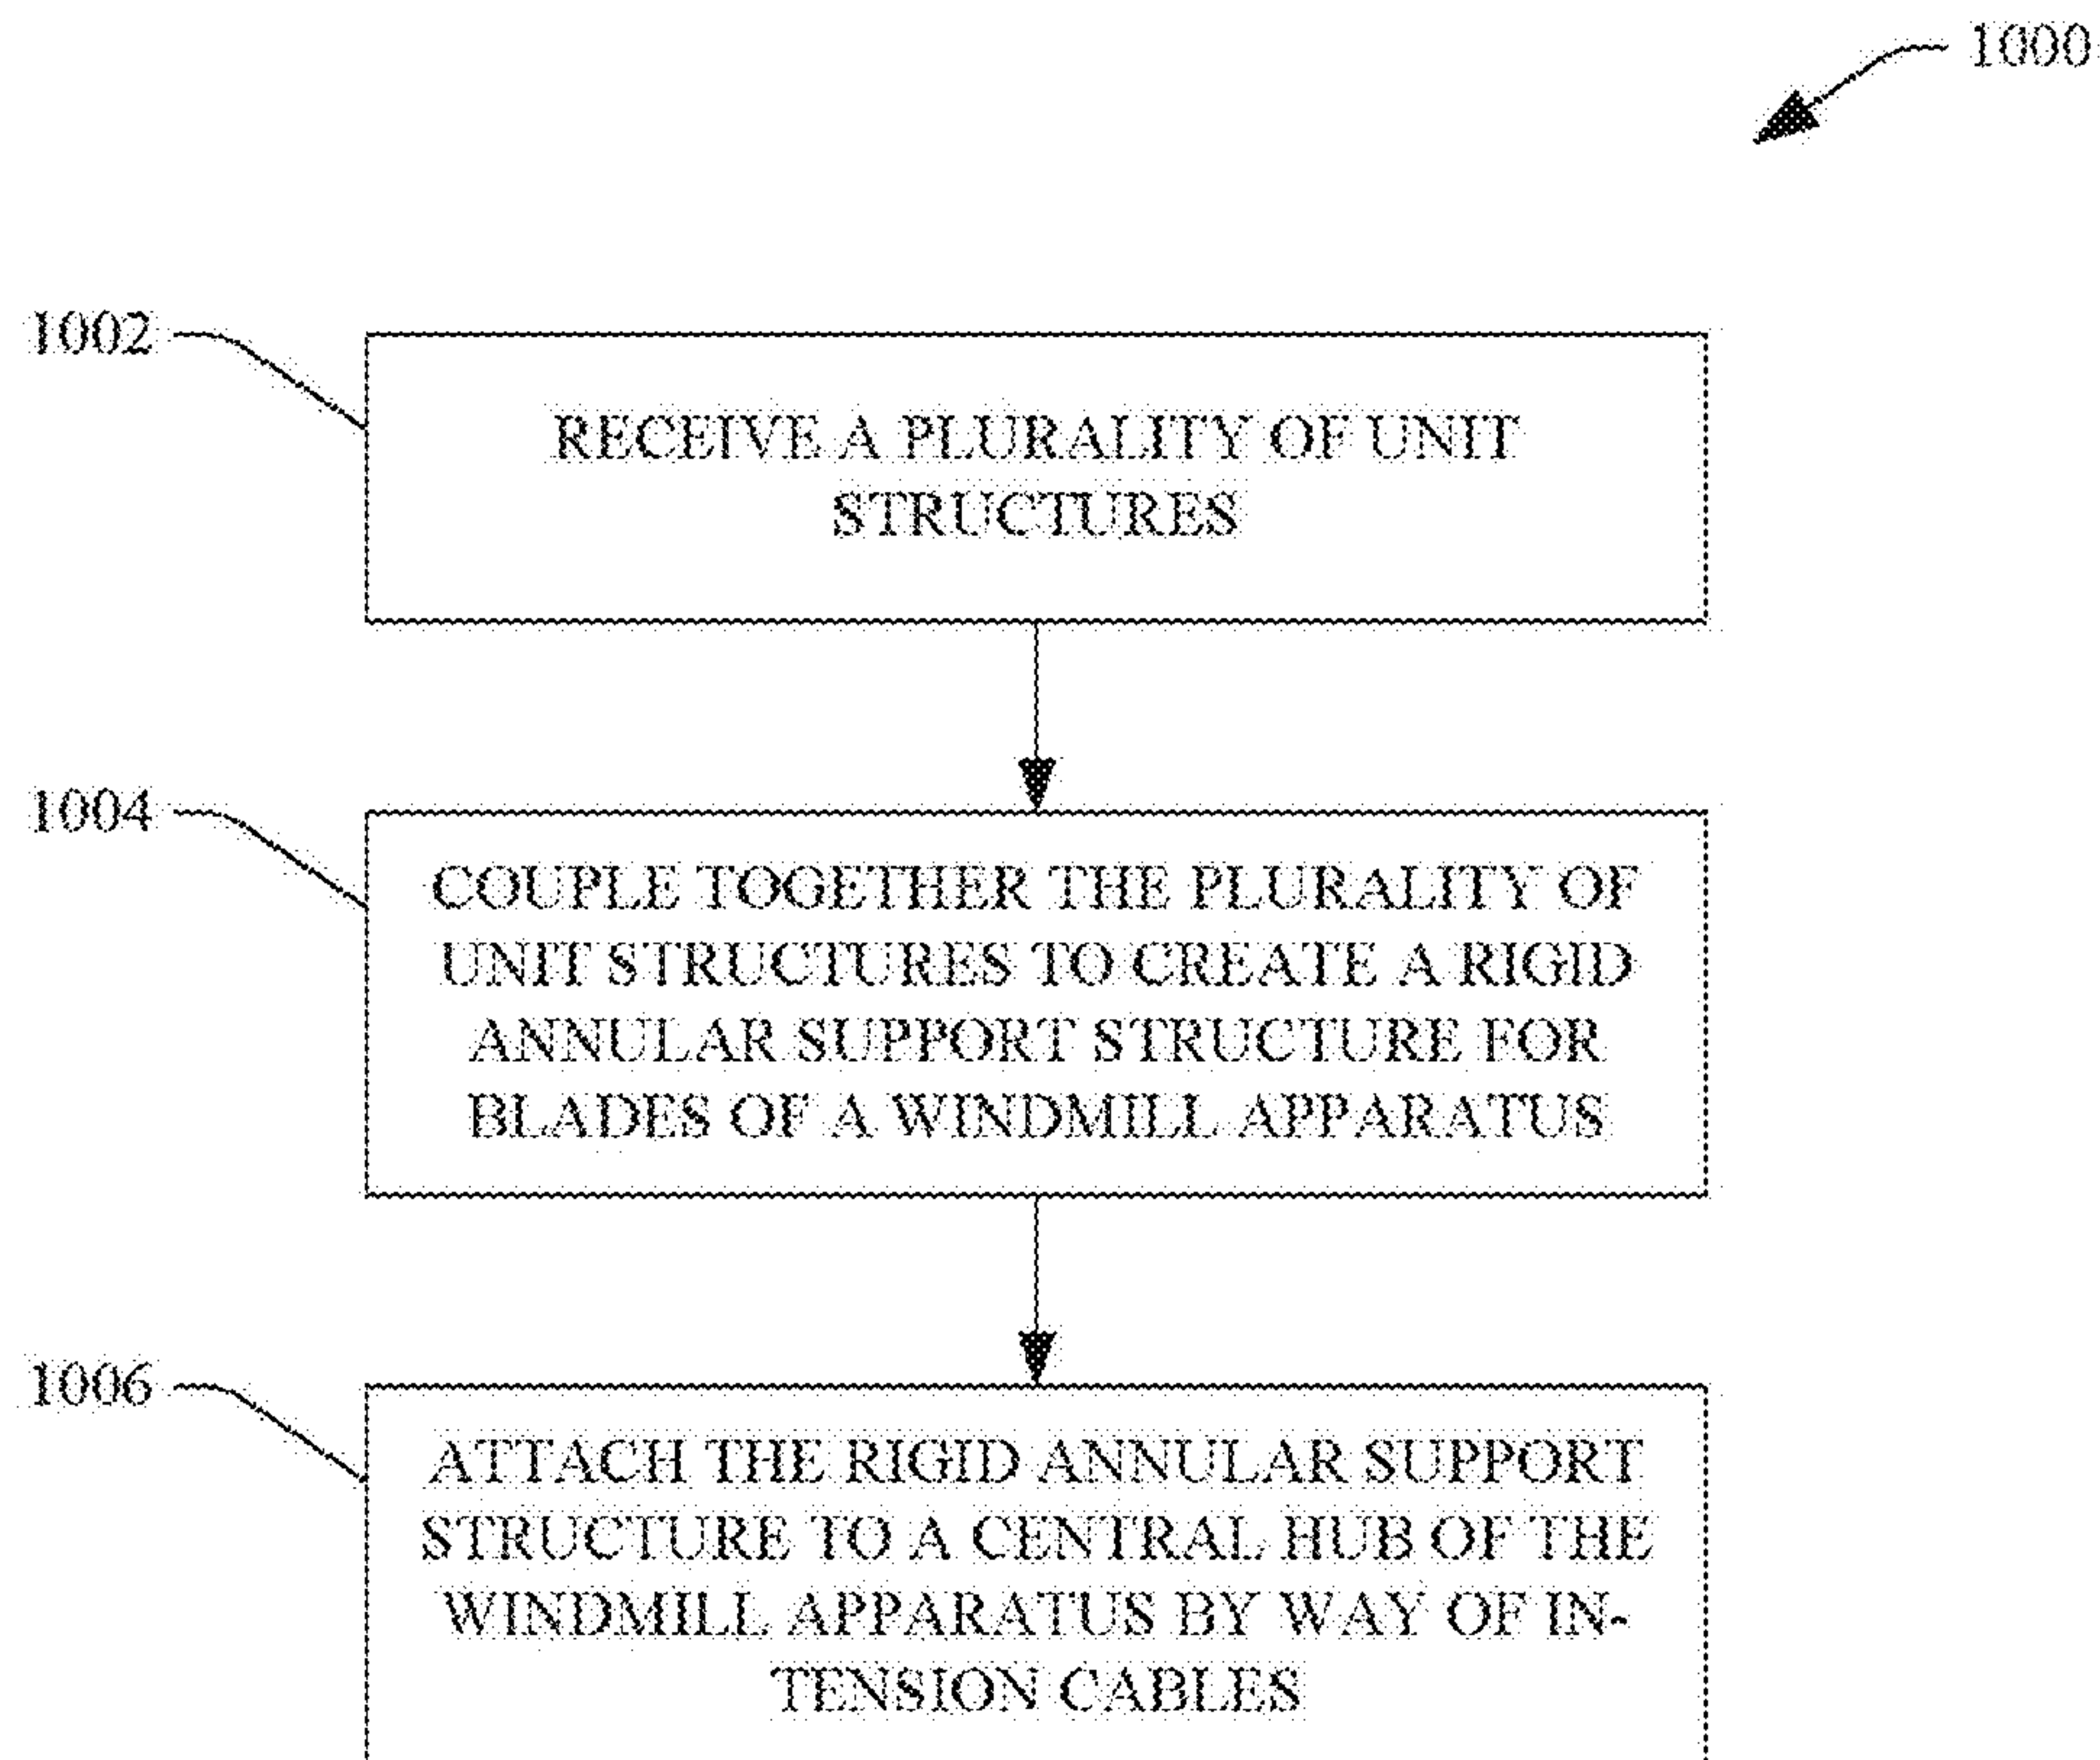 1000
1002
RECEIVE A PLURALITY OF UNIT
STRUCTURES
1004
COUPLE TOGETHER THE PLURALITY OF
UNIT STRUCTURES TO CREATE A RIGID
ANNULAR SUPPORT STRUCTURE FOR
BLADES OF A WINDMILL APPARATUS
1006
ATTACH THE RIGID ANNULAR SUPPORT
STRUCTURE TO A CENTRAL HUB OF THE
WINDMILL APPARATUS BY WAY OF IN-
TENSION CABLES